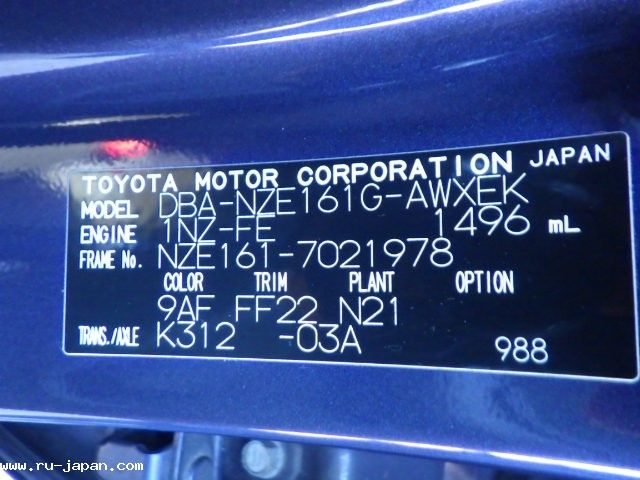 TOYOTA MOTOR CORPORATION JAPAN
MODEL DBA-NZE161G-AWXEK
ENGINE 1NZ-FE 1496 mL
FRAME No. NZE161-7021978
COLOR TRIM PLANT OPTION
9AF FF22 N21
TRANS./AXLE K312 -03A 988
www.ru-japan.com